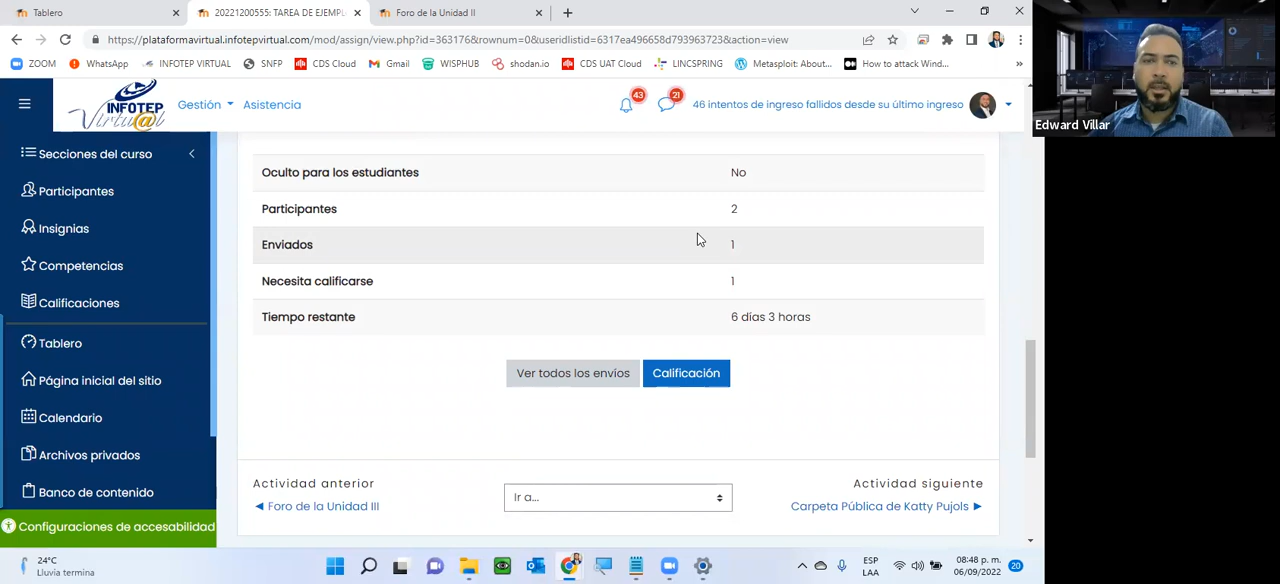 Tablero
20221200555: TAREA DE EJEMPL
Foro de la Unidad II
https://plataformavirtual.infotepvirtual.com/mod/assign/view.php?id=363176&rownum=0&useridlistid=6317ea496658d793963723&action=view
ZOOM
WhatsApp
INFOTEP VIRTUAL
SNFP
CDS Cloud
Gmail
WISPHUB
shodan.io
CDS UAT Cloud
LINCSPRING
Metasploit: About...
How to attack Wind...
»
INFOTEP
Virtu@l
Gestión
Asistencia
43
21
46 intentos de ingreso fallidos desde su último ingreso
Edward Villar
Secciones del curso
Participantes
Insignias
Competencias
Calificaciones
Tablero
Página inicial del sitio
Calendario
Archivos privados
Banco de contenido
Configuraciones de accesabilidad
Oculto para los estudiantes No
Participantes 2
Enviados 1
Necesita calificarse 1
Tiempo restante 6 días 3 horas
Ver todos los envíos
Calificación
Actividad anterior
◄ Foro de la Unidad III
Ir a...
Actividad siguiente
Carpeta Pública de Katty Pujols ►
24°C
Lluvia termina
ESP
LAA
08:48 p. m.
06/09/2022
20